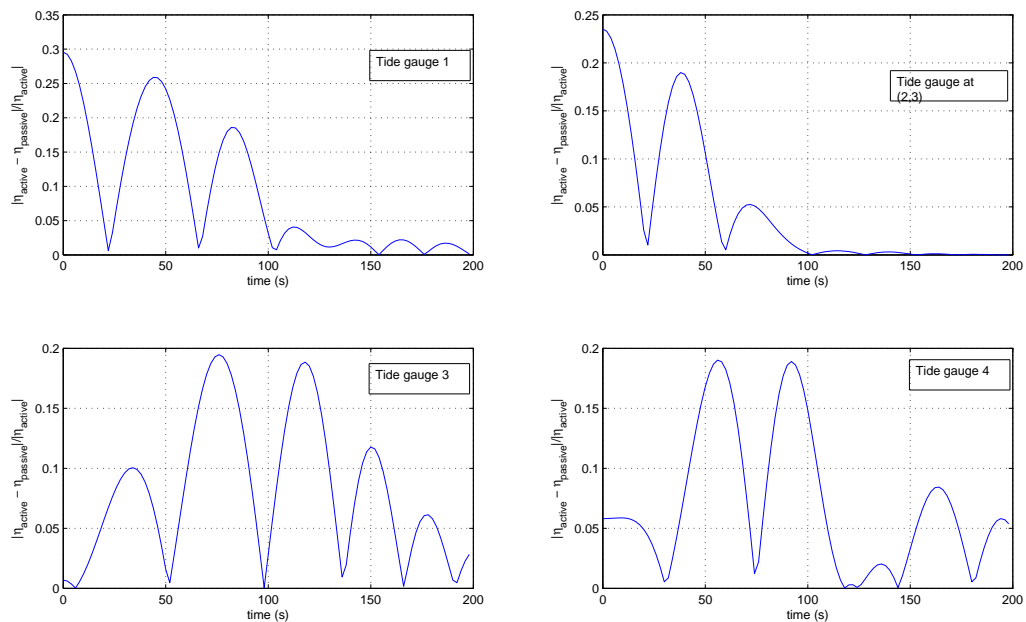 0.35
0.3
0.25
0.2
0.15
0.1
0.05
0
|η_active − η_passive|/|η_active|
Tide gauge 1
0 50 100 150 200
time (s)
0.25
0.2
0.15
0.1
0.05
0
|η_active − η_passive|/|η_active|
Tide gauge at
(2,3)
0 50 100 150 200
time (s)
0.2
0.15
0.1
0.05
0
|η_active − η_passive|/|η_active|
Tide gauge 3
0 50 100 150 200
time (s)
0.2
0.15
0.1
0.05
0
|η_active − η_passive|/|η_active|
Tide gauge 4
0 50 100 150 200
time (s)